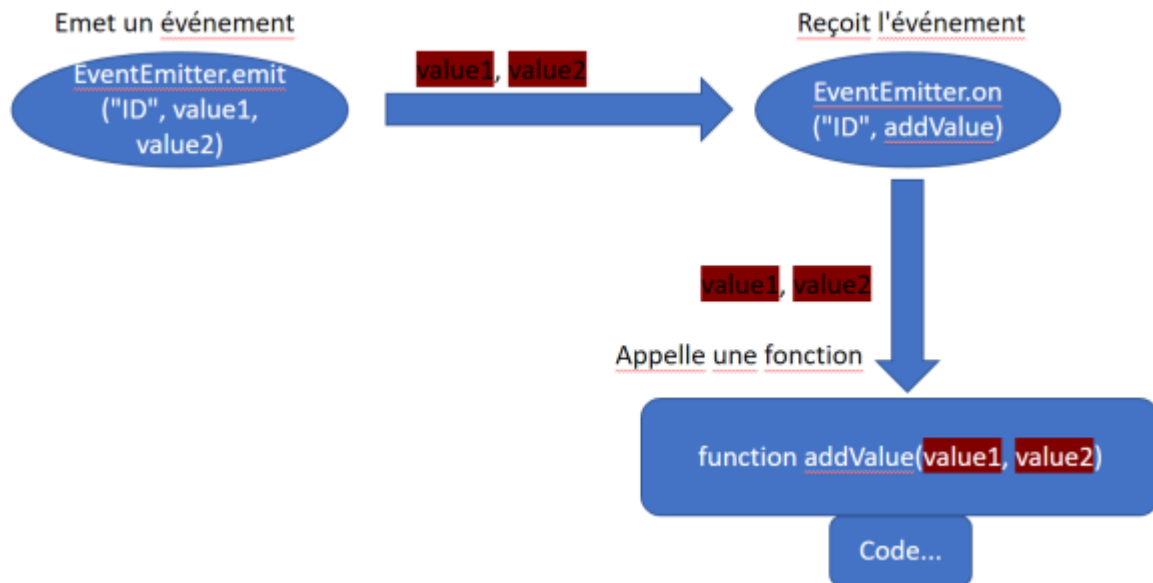 Emet un événement
EventEmitter.emit
("ID", value1,
value2)
value1, value2
Reçoit l'événement
EventEmitter.on
("ID", addValue)
value1, value2
Appelle une fonction
function addValue(value1, value2)
Code...